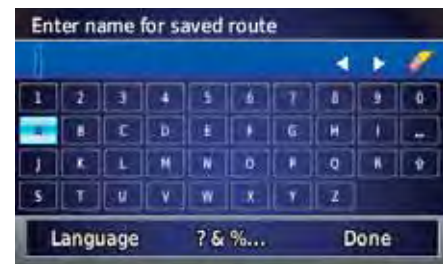 Enter name for saved route
1 2 3 4 5 6 7 8 9 0
A B C D E F G H I
J K L M N O P Q R
S T U V W X Y Z
Language ? & %... Done